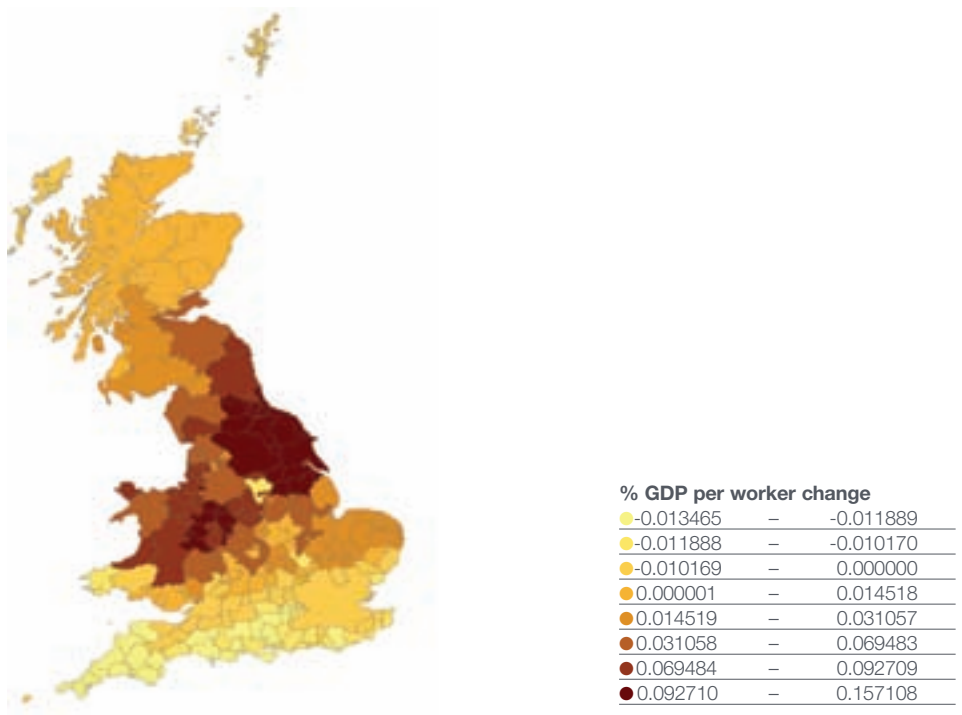 % GDP per worker change
-0.013465 – -0.011889
-0.011888 – -0.010170
-0.010169 – 0.000000
0.000001 – 0.014518
0.014519 – 0.031057
0.031058 – 0.069483
0.069484 – 0.092709
0.092710 – 0.157108